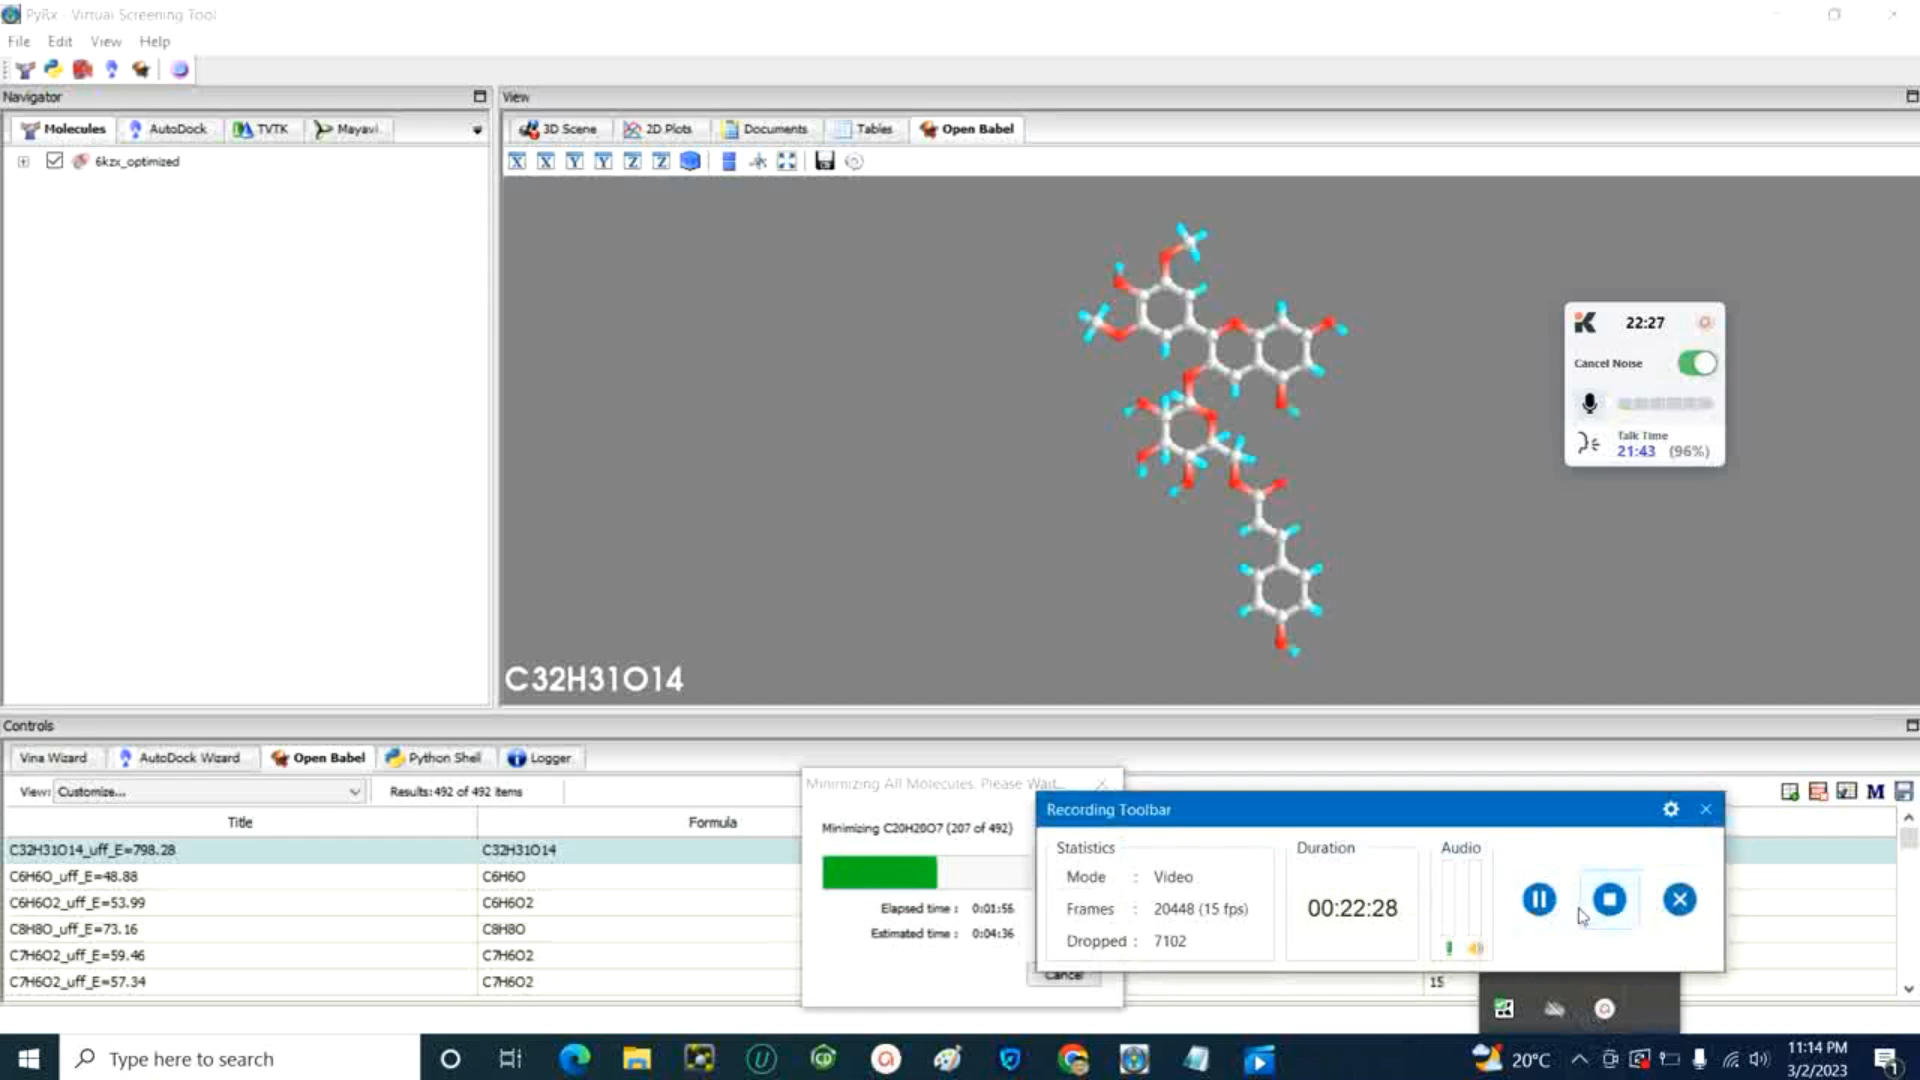 PyRx - Virtual Screening Tool
File Edit View Help
Navigator
Molecules AutoDock TVTK Mayavi
6kzx_optimized
View
3D Scene 2D Plots Documents Tables Open Babel
X X Y Y Z Z
C32H31O14
22:27
Cancel Noise
Talk Time
21:43 (96%)
Controls
Vina Wizard AutoDock Wizard Open Babel Python Shell Logger
View: Customize... Results: 492 of 492 items
M
Title Formula
C32H31O14_uff_E=798.28 C32H31O14
C6H6O_uff_E=48.88 C6H6O
C6H6O2_uff_E=53.99 C6H6O2
C8H8O_uff_E=73.16 C8H8O
C7H6O2_uff_E=59.46 C7H6O2
C7H6O2_uff_E=57.34 C7H6O2 15
Minimizing All Molecules. Please Wait...
Minimizing C20H20O7 (207 of 492)
Elapsed time : 0:01:56
Estimated time : 0:04:36
Cancel
Recording Toolbar
Statistics
Mode : Video
Frames : 20448 (15 fps)
Dropped : 7102
Duration
00:22:28
Audio
Type here to search
20°C
11:14 PM
3/2/2023
1